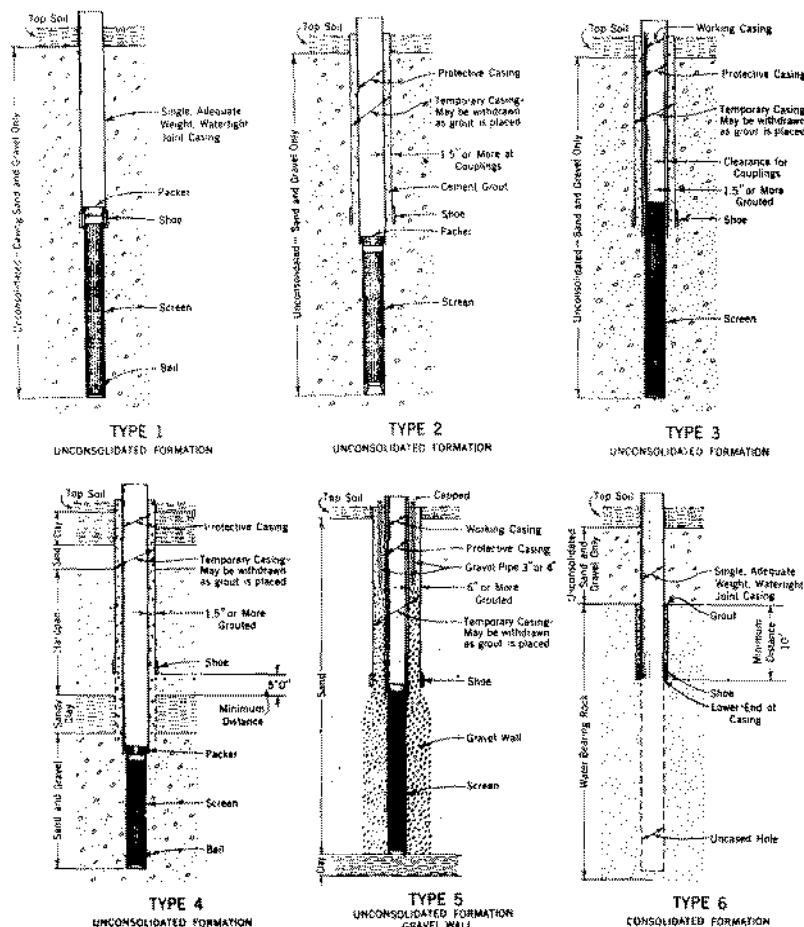 Top Soil
Unconsolidated - Caving Sand and Gravel Only
Single, Adequate
Weight, Watertight
Joint Casing
Packer
Shoe
Screen
Bail
TYPE 1
UNCONSOLIDATED FORMATION
Top Soil
Unconsolidated - Sand and Gravel Only
Protective Casing
Temporary Casing-
May be withdrawn
as grout is placed
1.5" or More at
Couplings
Cement Grout
Shoe
Packer
Screen
TYPE 2
UNCONSOLIDATED FORMATION
Top Soil
Unconsolidated - Sand and Gravel Only
Working Casing
Protective Casing
Temporary Casing-
May be withdrawn
as grout is placed
Clearance for
Couplings
1.5" or More
Grouted
Shoe
Screen
TYPE 3
UNCONSOLIDATED FORMATION
Top Soil
Sand Clay
Sandy
Clay
Sand and Gravel
Protective Casing
Temporary Casing-
May be withdrawn
as grout is placed
1.5" or More
Grouted
Shoe
5'0"
Minimum
Distance
Packer
Screen
Bail
TYPE 4
UNCONSOLIDATED FORMATION
Top Soil
Capped
Sand
Clay
Working Casing
Protective Casing
Gravel Pipe 3" or 4"
6" or More
Grouted
Temporary Casing-
May be withdrawn
as grout is placed
Shoe
Gravel Wall
Screen
TYPE 5
UNCONSOLIDATED FORMATION
GRAVEL WALL
Top Soil
Unconsolidated
Sand and
Gravel Only
Water Bearing Rock
Single, Adequate
Weight, Watertight
Joint Casing
Grout
Minimum
Distance
10'
Shoe
Lower End of
Casing
Uncased Hole
TYPE 6
CONSOLIDATED FORMATION